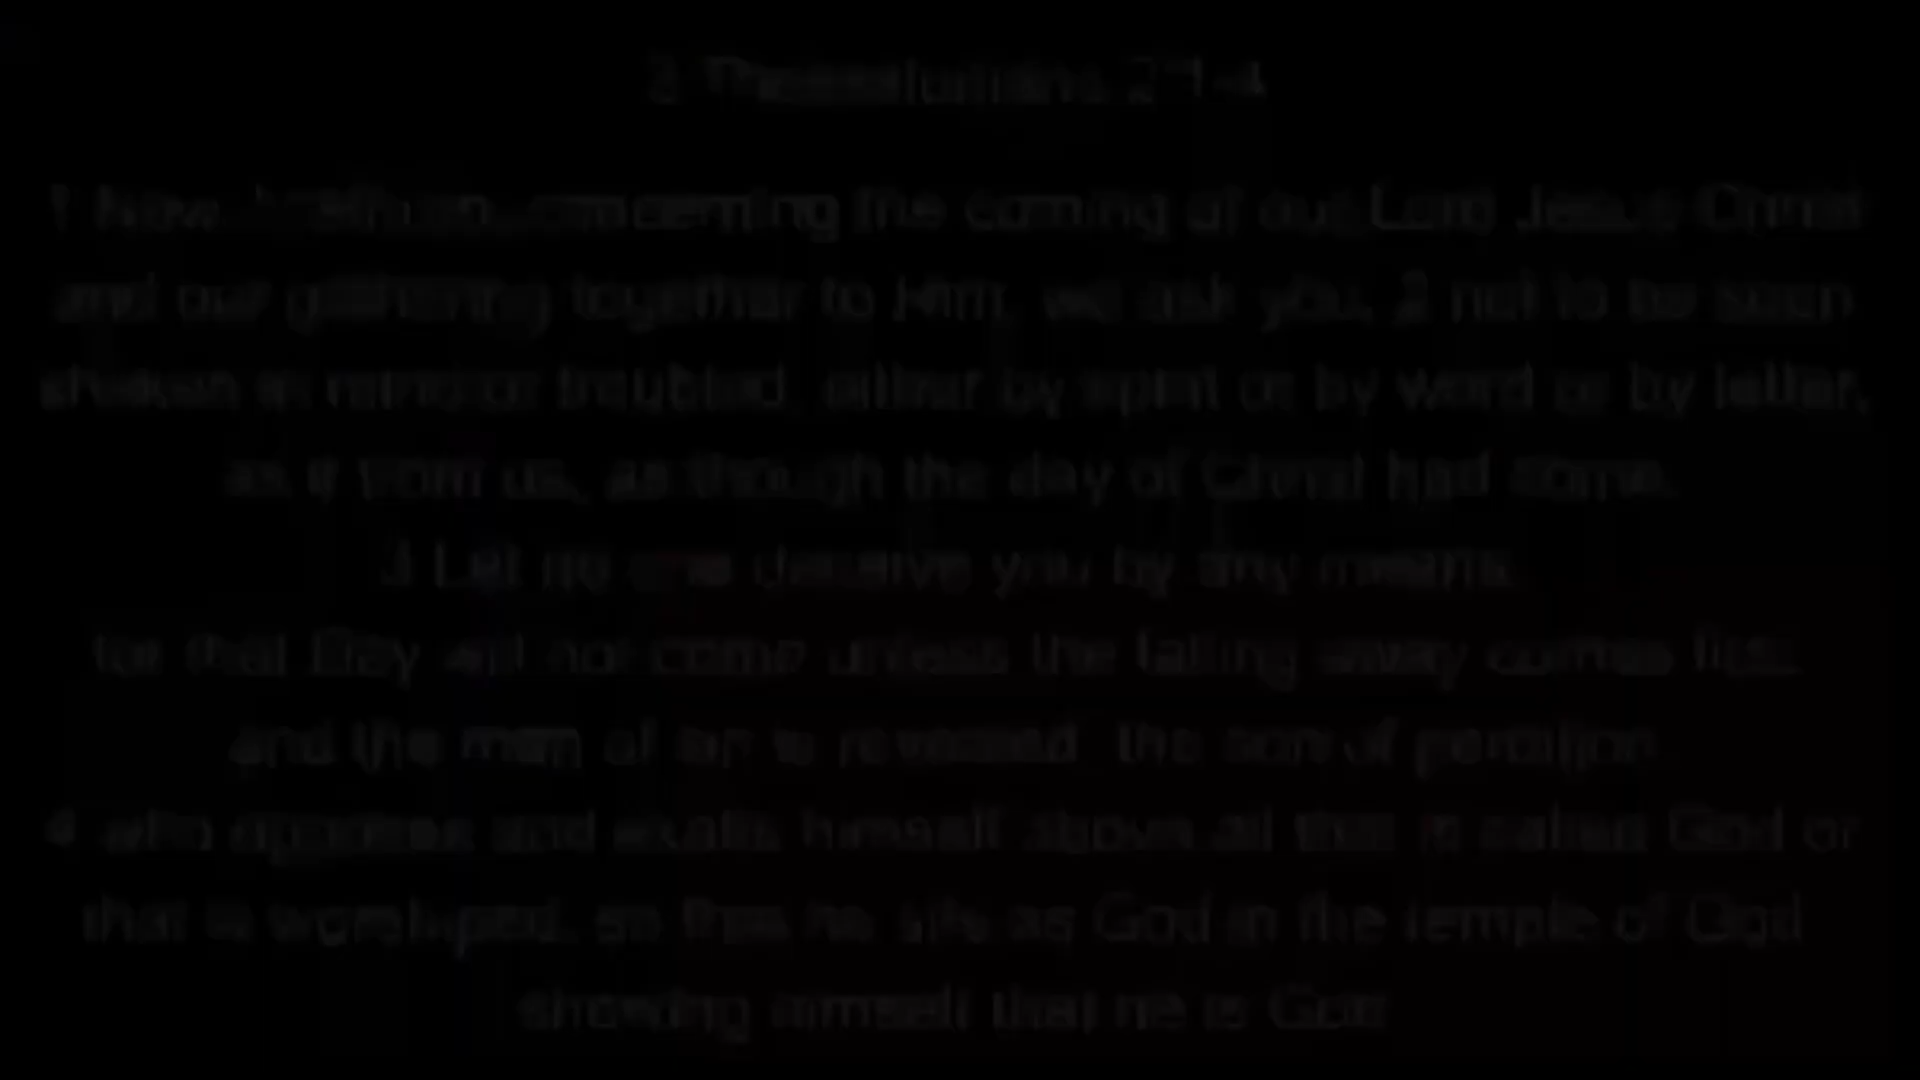 2 Thessalonians 2:1-4
1 Now, brethren, concerning the coming of our Lord Jesus Christ
and our gathering together to Him, we ask you, 2 not to be soon
shaken in mind or troubled, either by spirit or by word or by letter,
as if from us, as though the day of Christ had come.
3 Let no one deceive you by any means;
for that Day will not come unless the falling away comes first,
and the man of sin is revealed, the son of perdition,
4 who opposes and exalts himself above all that is called God or
that is worshiped, so that he sits as God in the temple of God,
showing himself that he is God.